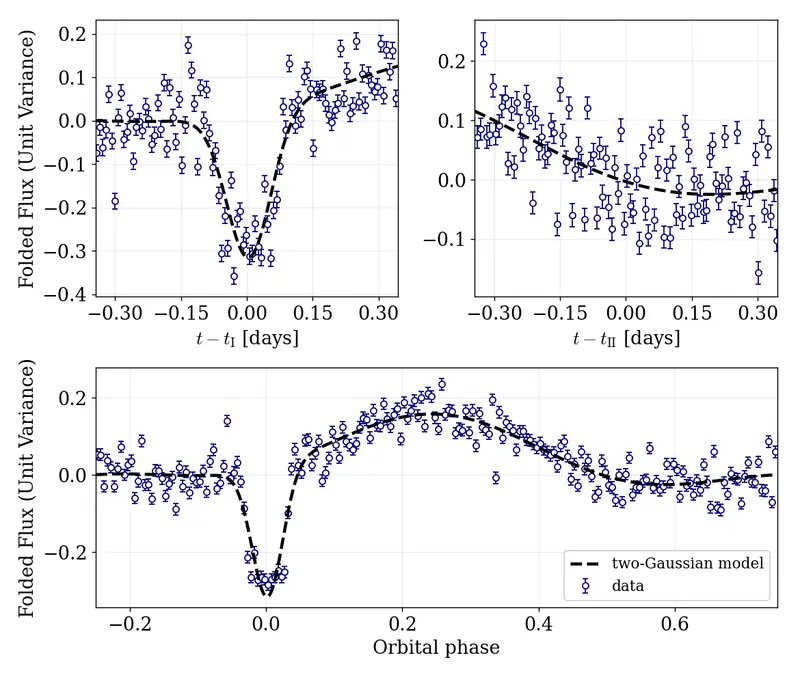 Folded Flux (Unit Variance)
0.2
0.1
0.0
−0.1
−0.2
−0.3
−0.4
−0.30 −0.15 0.00 0.15 0.30
t − tI [days]
0.2
0.1
0.0
−0.1
−0.30 −0.15 0.00 0.15 0.30
t − tII [days]
Folded Flux (Unit Variance)
0.2
0.0
−0.2
two-Gaussian model
data
−0.2 0.0 0.2 0.4 0.6
Orbital phase